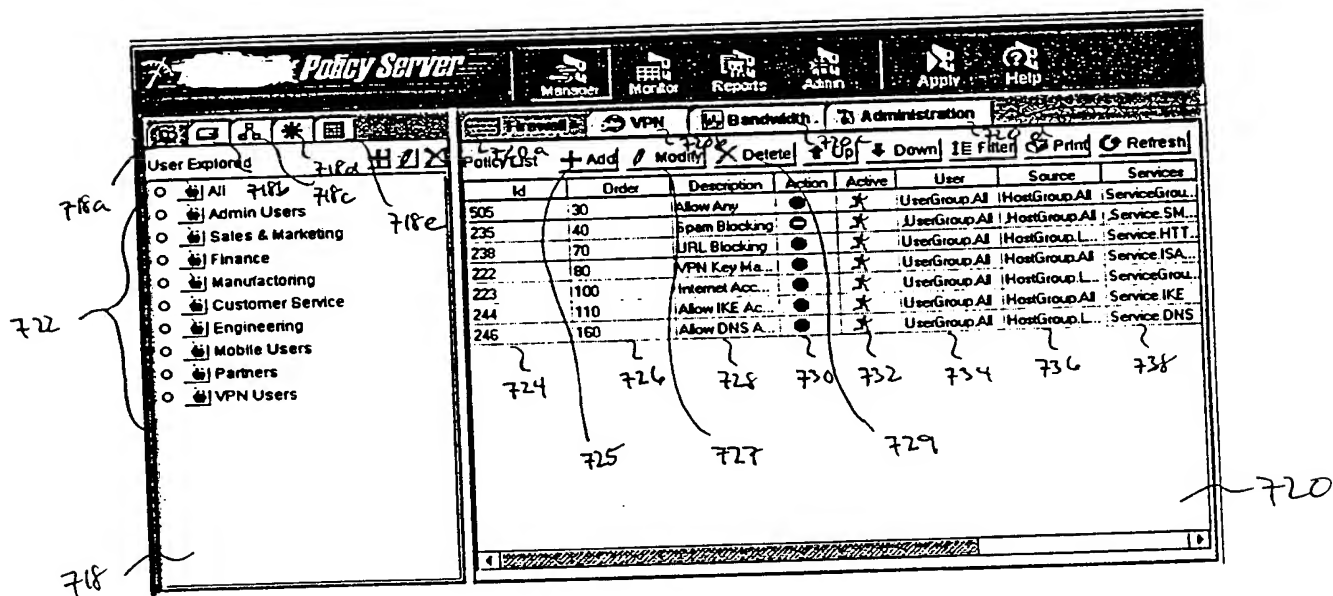 Policy Server
Manager Monitor Reports Admin Apply Help
Firewall VPN Bandwidth Administration
720a 720b 720c 720d
Policy List Add Modify Delete Up Down Filter Print Refresh
User Explored
718a 718b 718c 718d 718e
All
Admin Users
Sales & Marketing
Finance
Manufactoring
Customer Service
Engineering
Mobile Users
Partners
VPN Users
722
Id Order Description Action Active User Source Services
505 30 Allow Any UserGroup.All HostGroup.All ServiceGrou...
235 40 Spam Blocking UserGroup.All HostGroup.All Service.SM...
238 70 URL Blocking UserGroup.All HostGroup.L... Service.HTT...
222 80 VPN Key Ma... UserGroup.All HostGroup.All Service.ISA...
223 100 Internet Acc... UserGroup.All HostGroup.L... ServiceGrou...
244 110 Allow IKE Ac... UserGroup.All HostGroup.All Service.IKE
246 160 Allow DNS A... UserGroup.All HostGroup.L... Service.DNS
724 726 728 730 732 734 736 738
725 727 729
720
718